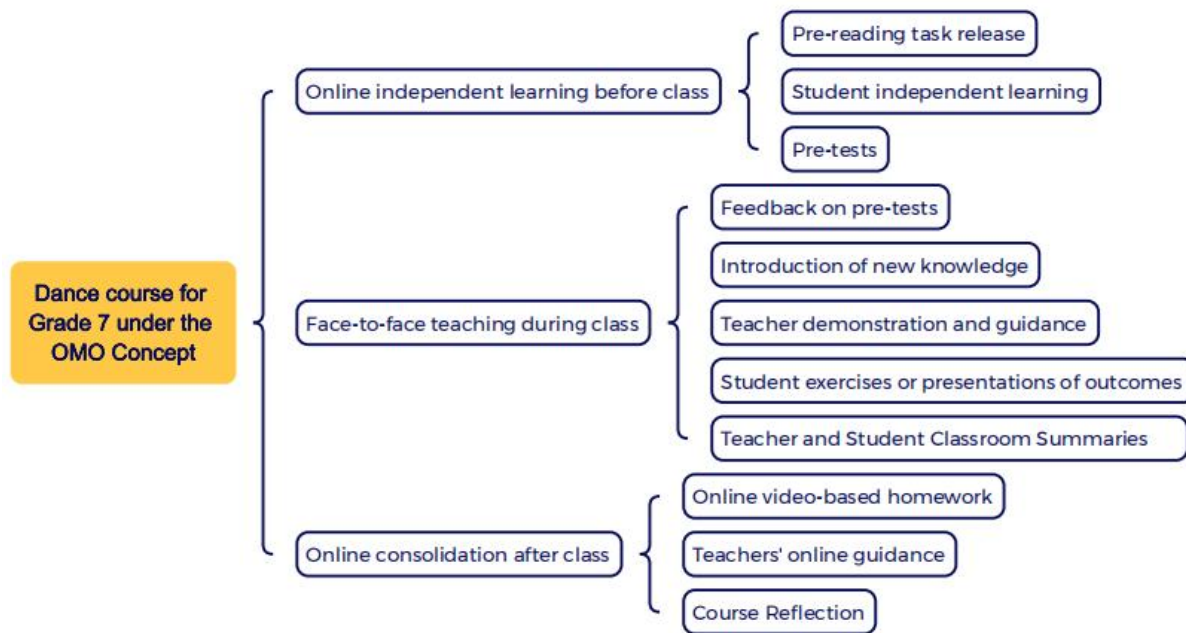 Dance course for
Grade 7 under the
OMO Concept
Online independent learning before class
Pre-reading task release
Student independent learning
Pre-tests
Face-to-face teaching during class
Feedback on pre-tests
Introduction of new knowledge
Teacher demonstration and guidance
Student exercises or presentations of outcomes
Teacher and Student Classroom Summaries
Online consolidation after class
Online video-based homework
Teachers' online guidance
Course Reflection